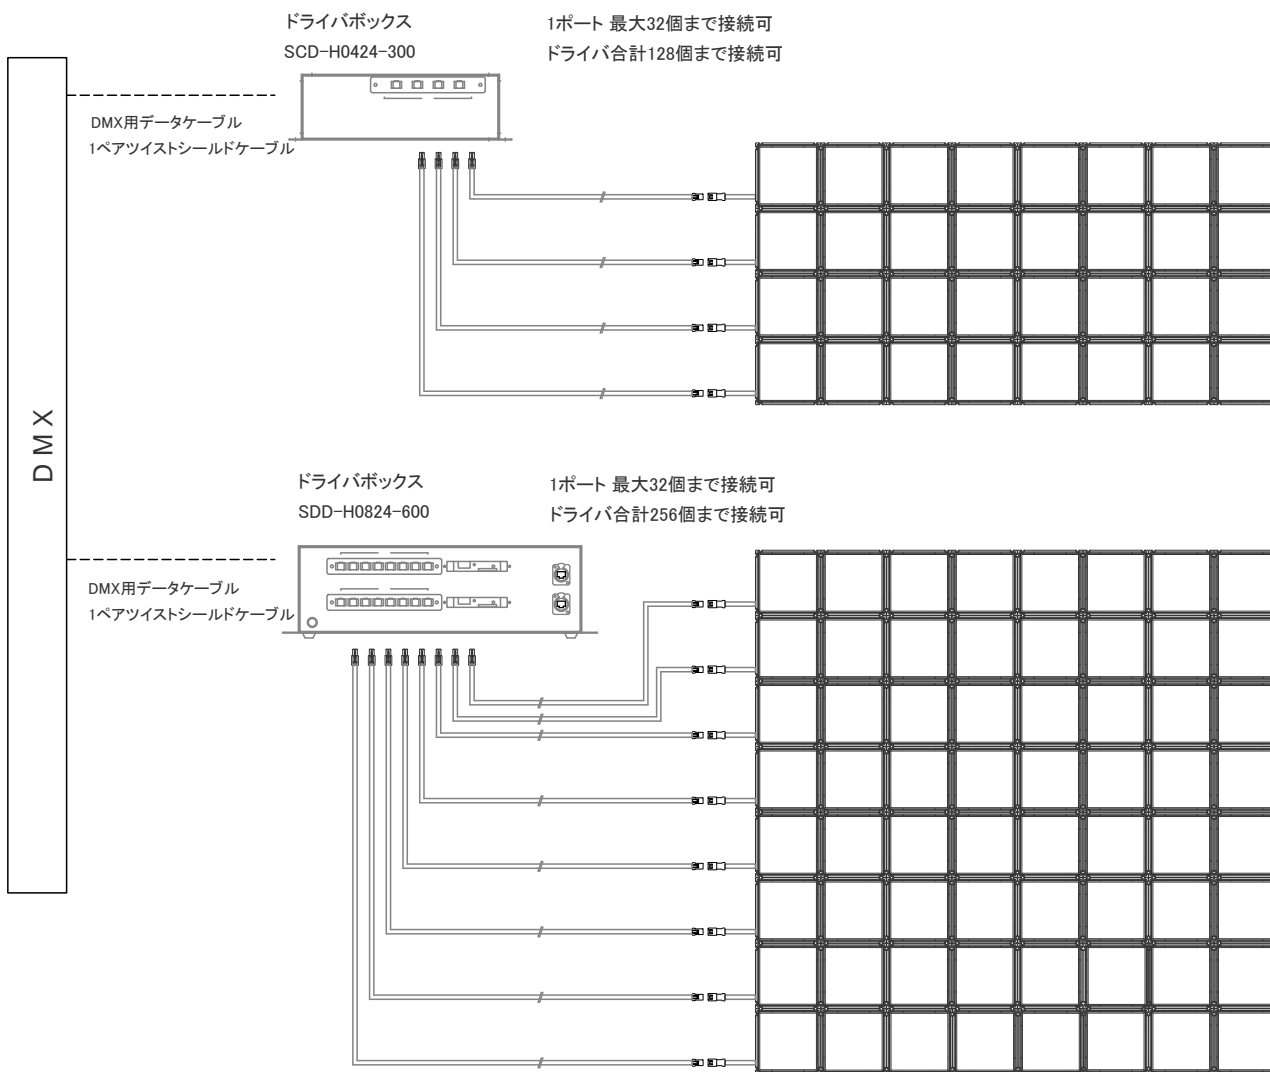 ドライバボックス
SCD-H0424-300
1ポート 最大32個まで接続可
ドライバ合計128個まで接続可
DMX用データケーブル
1ペアツイストシールドケーブル
DMX
ドライバボックス
SDD-H0824-600
1ポート 最大32個まで接続可
ドライバ合計256個まで接続可
DMX用データケーブル
1ペアツイストシールドケーブル